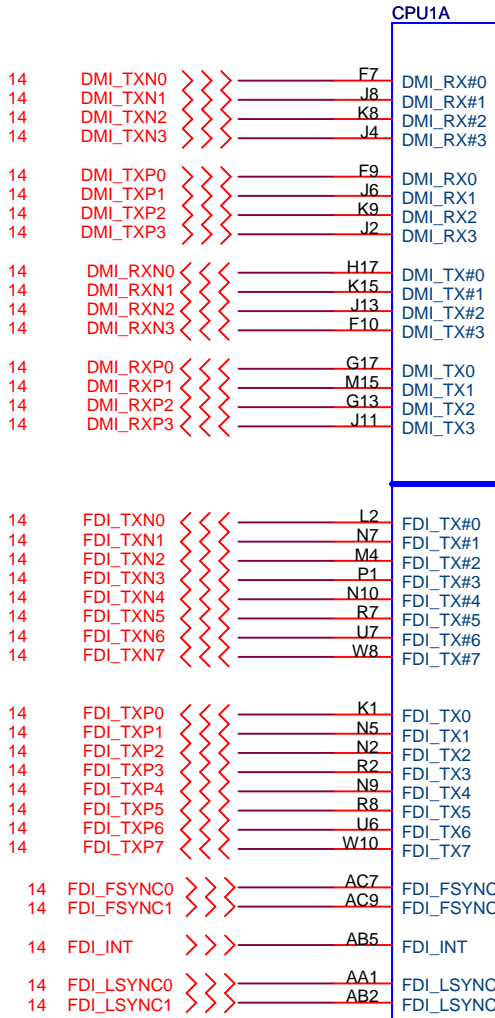 CPU1A
14 DMI_TXN0 F7 DMI_RX#0
14 DMI_TXN1 J8 DMI_RX#1
14 DMI_TXN2 K8 DMI_RX#2
14 DMI_TXN3 J4 DMI_RX#3
14 DMI_TXP0 F9 DMI_RX0
14 DMI_TXP1 J6 DMI_RX1
14 DMI_TXP2 K9 DMI_RX2
14 DMI_TXP3 J2 DMI_RX3
14 DMI_RXN0 H17 DMI_TX#0
14 DMI_RXN1 K15 DMI_TX#1
14 DMI_RXN2 J13 DMI_TX#2
14 DMI_RXN3 F10 DMI_TX#3
14 DMI_RXP0 G17 DMI_TX0
14 DMI_RXP1 M15 DMI_TX1
14 DMI_RXP2 G13 DMI_TX2
14 DMI_RXP3 J11 DMI_TX3
14 FDI_TXN0 L2 FDI_TX#0
14 FDI_TXN1 N7 FDI_TX#1
14 FDI_TXN2 M4 FDI_TX#2
14 FDI_TXN3 P1 FDI_TX#3
14 FDI_TXN4 N10 FDI_TX#4
14 FDI_TXN5 R7 FDI_TX#5
14 FDI_TXN6 U7 FDI_TX#6
14 FDI_TXN7 W8 FDI_TX#7
14 FDI_TXP0 K1 FDI_TX0
14 FDI_TXP1 N5 FDI_TX1
14 FDI_TXP2 N2 FDI_TX2
14 FDI_TXP3 R2 FDI_TX3
14 FDI_TXP4 N9 FDI_TX4
14 FDI_TXP5 R8 FDI_TX5
14 FDI_TXP6 U6 FDI_TX6
14 FDI_TXP7 W10 FDI_TX7
14 FDI_FSYNC0 AC7 FDI_FSYNC
14 FDI_FSYNC1 AC9 FDI_FSYNC
14 FDI_INT AB5 FDI_INT
14 FDI_LSYNC0 AA1 FDI_LSYNC
14 FDI_LSYNC1 AB2 FDI_LSYNC